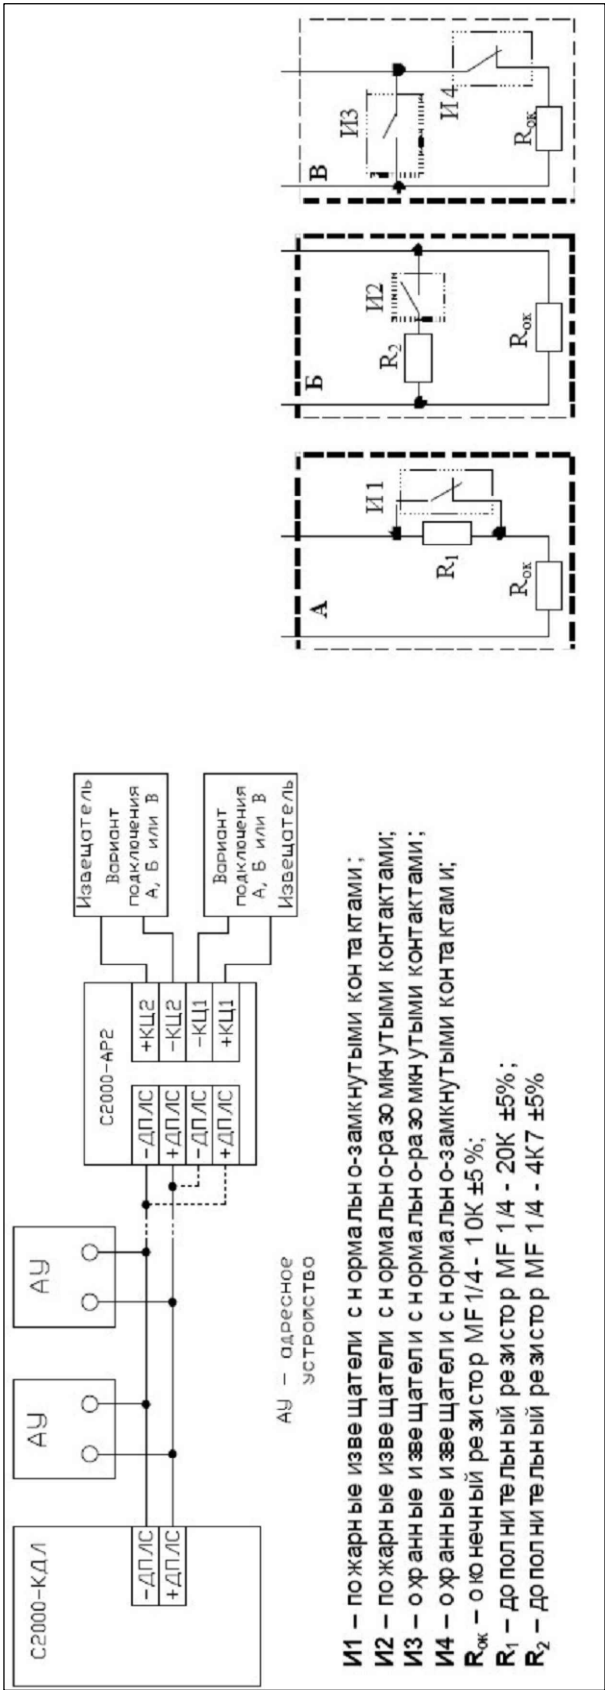 С2000-КДЛ
-ДПЛС
+ДПЛС
АУ
АУ
С2000-АР2
-ДПЛС
+ДПЛС
-ДПЛС
+ДПЛС
+КЦ2
-КЦ2
-КЦ1
+КЦ1
Извещатель
Вариант
подключения
А, Б или В
Вариант
подключения
А, Б или В
Извещатель
АУ – адресное
устройство
А
И1
R₁
Rок
Б
И2
R₂
Rок
В
И3
И4
Rок
И1 – пожарные извещатели с нормально-замкнутыми контактами;
И2 – пожарные извещатели с нормально-разомкнутыми контактами;
И3 – охранные извещатели с нормально-разомкнутыми контактами;
И4 – охранные извещатели с нормально-замкнутыми контактами;
Rок – оконечный резистор MF1/4- 10К ±5%;
R₁ – дополнительный резистор MF 1/4 - 20К ±5%;
R₂ – дополнительный резистор MF 1/4 - 4К7 ±5%